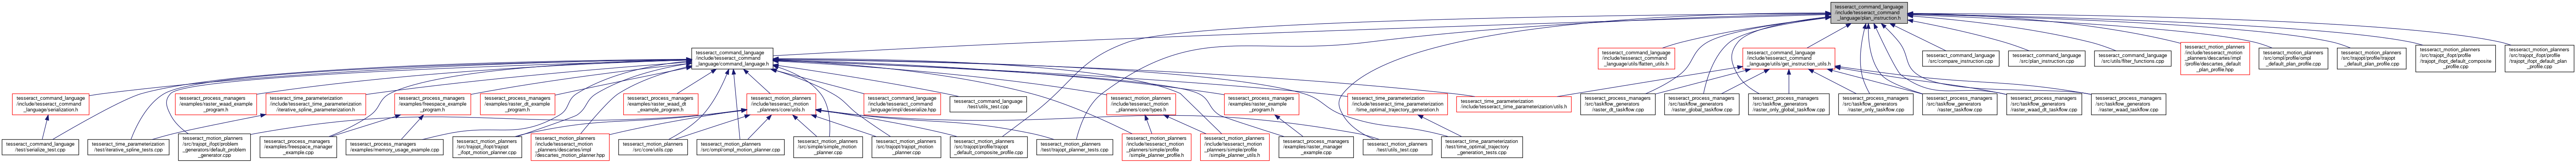 tesseract_command_language
/include/tesseract_command
_language/plan_instruction.h
tesseract_command_language
/include/tesseract_command
_language/command_language.h
tesseract_command_language
/include/tesseract_command
_language/utils/flatten_utils.h
tesseract_command_language
/include/tesseract_command
_language/utils/get_instruction_utils.h
tesseract_command_language
/src/compare_instruction.cpp
tesseract_command_language
/src/plan_instruction.cpp
tesseract_command_language
/src/utils/filter_functions.cpp
tesseract_motion_planners
/include/tesseract_motion
_planners/descartes/impl
/profile/descartes_default
_plan_profile.hpp
tesseract_motion_planners
/src/ompl/profile/ompl
_default_plan_profile.cpp
tesseract_motion_planners
/src/trajopt/profile/trajopt
_default_plan_profile.cpp
tesseract_motion_planners
/src/trajopt_ifopt/profile
/trajopt_ifopt_default_composite
_profile.cpp
tesseract_motion_planners
/src/trajopt_ifopt/profile
/trajopt_ifopt_default_plan
_profile.cpp
tesseract_command_language
/include/tesseract_command
_language/serialization.h
tesseract_process_managers
/examples/raster_waad_example
_program.h
tesseract_time_parameterization
/include/tesseract_time_parameterization
/iterative_spline_parameterization.h
tesseract_process_managers
/examples/freespace_example
_program.h
tesseract_process_managers
/examples/raster_dt_example
_program.h
tesseract_process_managers
/examples/raster_waad_dt
_example_program.h
tesseract_motion_planners
/include/tesseract_motion
_planners/core/utils.h
tesseract_command_language
/include/tesseract_command
_language/impl/deserialize.hpp
tesseract_command_language
/test/utils_test.cpp
tesseract_motion_planners
/include/tesseract_motion
_planners/core/types.h
tesseract_process_managers
/examples/raster_example
_program.h
tesseract_time_parameterization
/include/tesseract_time_parameterization
/time_optimal_trajectory_generation.h
tesseract_time_parameterization
/include/tesseract_time_parameterization/utils.h
tesseract_process_managers
/src/taskflow_generators
/raster_dt_taskflow.cpp
tesseract_process_managers
/src/taskflow_generators
/raster_global_taskflow.cpp
tesseract_process_managers
/src/taskflow_generators
/raster_only_global_taskflow.cpp
tesseract_process_managers
/src/taskflow_generators
/raster_only_taskflow.cpp
tesseract_process_managers
/src/taskflow_generators
/raster_taskflow.cpp
tesseract_process_managers
/src/taskflow_generators
/raster_waad_dt_taskflow.cpp
tesseract_process_managers
/src/taskflow_generators
/raster_waad_taskflow.cpp
tesseract_command_language
/test/serialize_test.cpp
tesseract_time_parameterization
/test/iterative_spline_tests.cpp
tesseract_motion_planners
/src/trajopt_ifopt/problem
_generators/default_problem
_generator.cpp
tesseract_process_managers
/examples/freespace_manager
_example.cpp
tesseract_process_managers
/examples/memory_usage_example.cpp
tesseract_motion_planners
/src/trajopt_ifopt/trajopt
_ifopt_motion_planner.cpp
tesseract_motion_planners
/include/tesseract_motion
_planners/descartes/impl
/descartes_motion_planner.hpp
tesseract_motion_planners
/src/core/utils.cpp
tesseract_motion_planners
/src/ompl/ompl_motion_planner.cpp
tesseract_motion_planners
/src/simple/simple_motion
_planner.cpp
tesseract_motion_planners
/src/trajopt/trajopt_motion
_planner.cpp
tesseract_motion_planners
/src/trajopt/profile/trajopt
_default_composite_profile.cpp
tesseract_motion_planners
/test/trajopt_planner_tests.cpp
tesseract_motion_planners
/include/tesseract_motion
_planners/simple/profile
/simple_planner_profile.h
tesseract_motion_planners
/include/tesseract_motion
_planners/simple/profile
/simple_planner_utils.h
tesseract_process_managers
/examples/raster_manager
_example.cpp
tesseract_motion_planners
/test/utils_test.cpp
tesseract_time_parameterization
/test/time_optimal_trajectory
_generation_tests.cpp